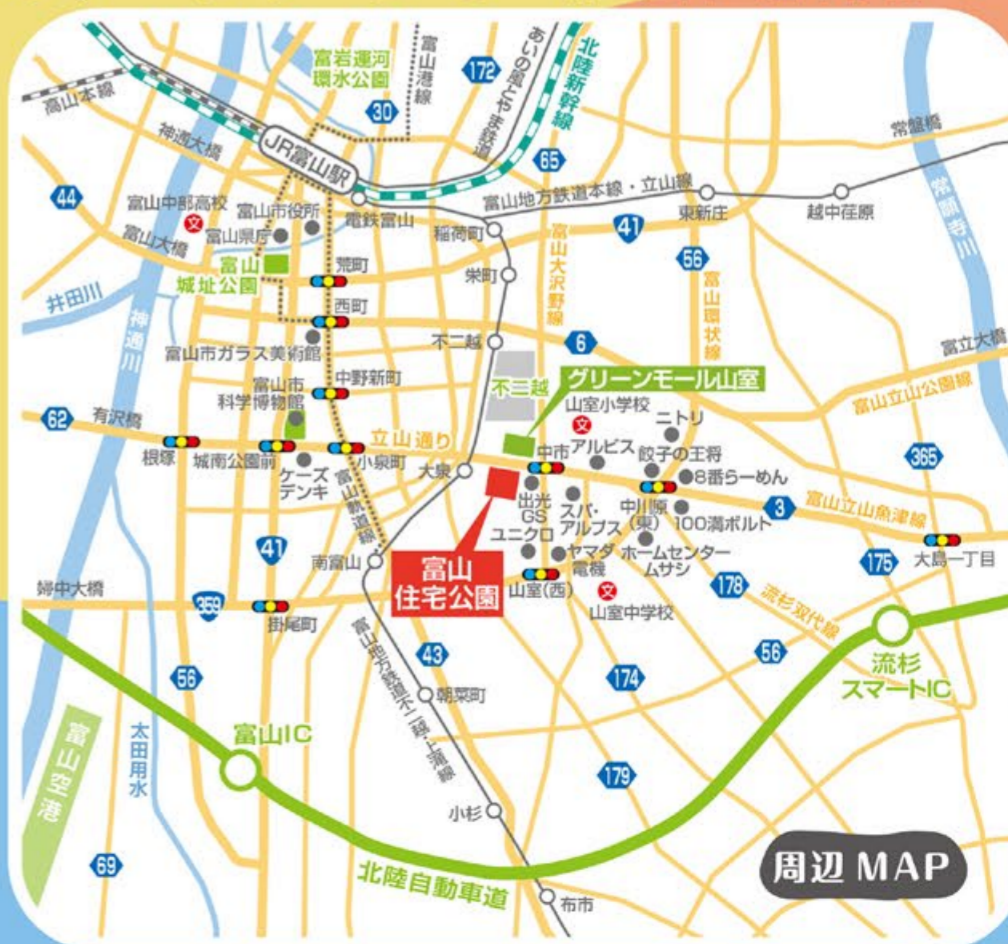 富岩運河
環水公園
富山港線
172
あいの風とやま鉄道
北陸新幹線
高山本線
30
神通大橋
JR富山駅
65
常盤橋
44
富山中部高校
文
富山市役所
富山県庁
富山大橋
電鉄富山
富山地方鉄道本線・立山線
東新庄
越中荏原
常願寺川
稲荷町
41
富山
城址公園
荒町
栄町
富山大沢野線
56
富山環状線
井田川
神通川
西町
富山市ガラス美術館
不二越
6
富立大橋
富山立山公園線
不二越
グリーンモール山室
富山市
科学博物館
中野新町
山室小学校
文
ニトリ
62
有沢橋
立山通り
中市
アルビス
餃子の王将
8番らーめん
365
根塚
城南公園前
小泉町
大泉
ケーズ
デンキ
富山軌道線
出光
GS
スパ・
アルプス
中川原
(東)
100満ボルト
3
富山立山魚津線
ユニクロ
41
南富山
富山
住宅公園
ヤマダ
電機
ホームセンター
ムサシ
175
大島一丁目
婦中大橋
359
掛尾町
山室(西)
文
山室中学校
178
流杉双代線
56
43
富山地方鉄道不二越・上滝線
朝菜町
174
56
流杉
スマートIC
富山空港
太田用水
富山IC
179
小杉
69
北陸自動車道
布市
周辺 MAP